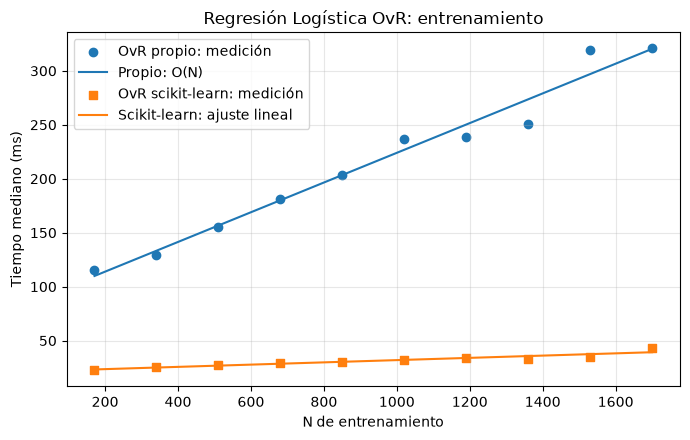 Regresión Logística OvR: entrenamiento
OvR propio: medición
Propio: O(N)
OvR scikit-learn: medición
Scikit-learn: ajuste lineal
Tiempo mediano (ms)
300
250
200
150
100
50
200 400 600 800 1000 1200 1400 1600
N de entrenamiento